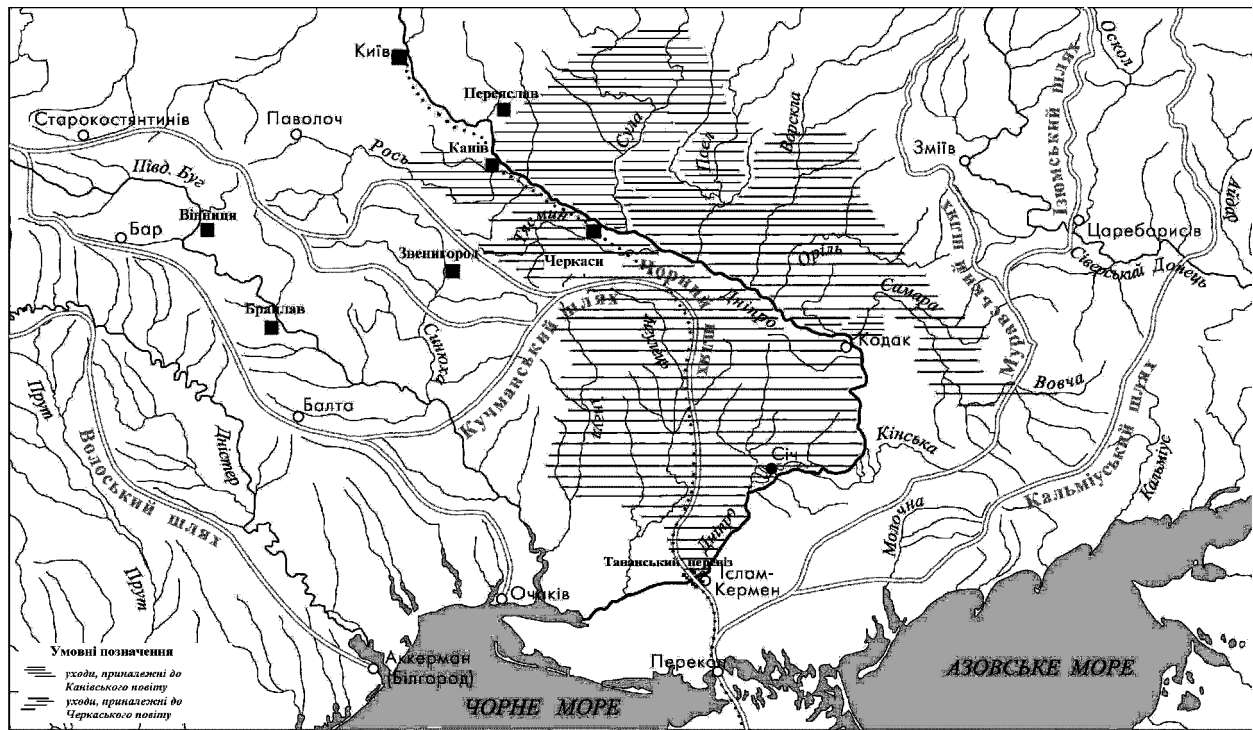 Київ
Оскол
Переяслав
Старокостянтинів
Паволоч
Сула
Псел
Ворскла
Ізюмський шлях
Рось
Канів
Зміїв
Півд. Буг
Айдар
Вінниця
Тясмин
Муравський шлях
Бар
Царeборисів
Звенигород
Черкаси
Оріль
Сіверський Донець
Чорний шлях
Самара
Дніпро
Брацлав
Синюха
Інгулець
Кодак
Кучманський шлях
Вовча
Прут
Балта
Інгул
Дністер
Кінська
Кальміус
Січ
Кальміуський шлях
Волоський шлях
Молочна
Дніпро
Таванський перевіз
Іслам-
Кермен
Прут
Очаків
Умовні позначення
уходи, приналежні до
Канівського повіту
уходи, приналежні до
Черкаського повіту
Аккерман
(Білгород)
Перекоп
АЗОВСЬКЕ МОРЕ
ЧОРНЕ МОРЕ